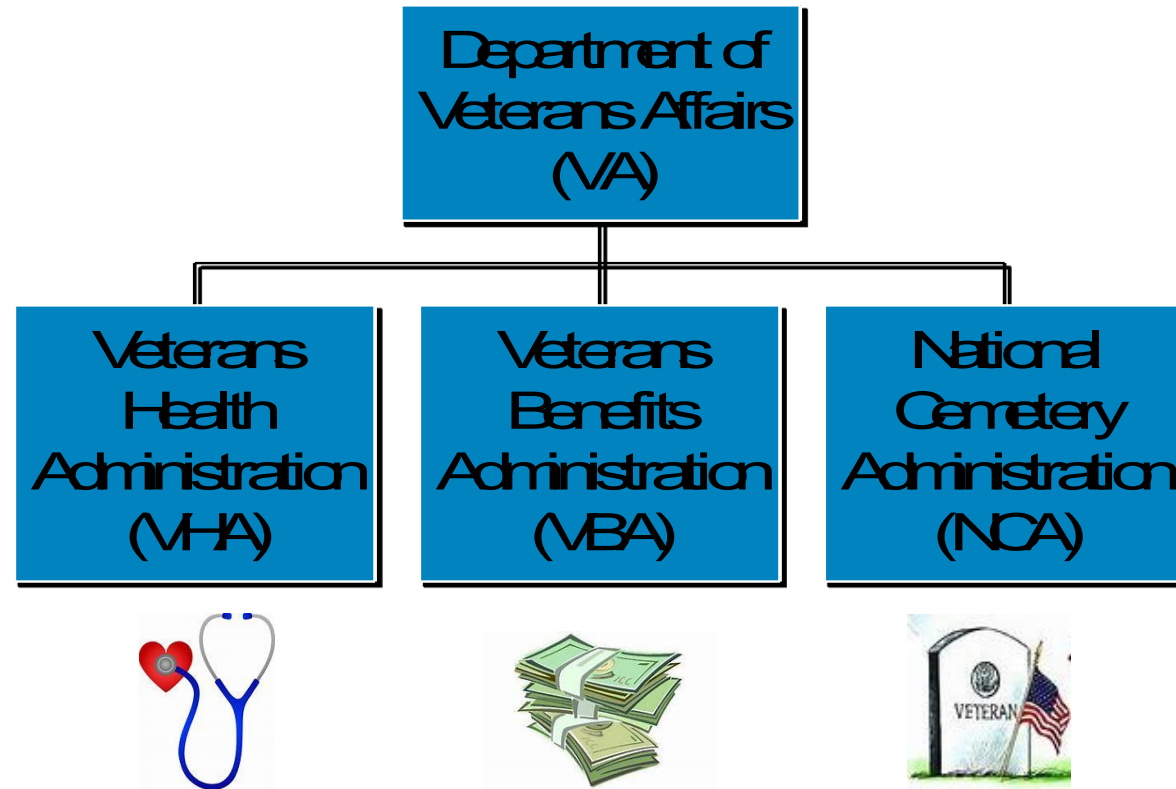 Department of
Veterans Affairs
(VA)
Veterans
Health
Administration
(VHA)
Veterans
Benefits
Administration
(VBA)
National
Cemetery
Administration
(NCA)
VETERAN